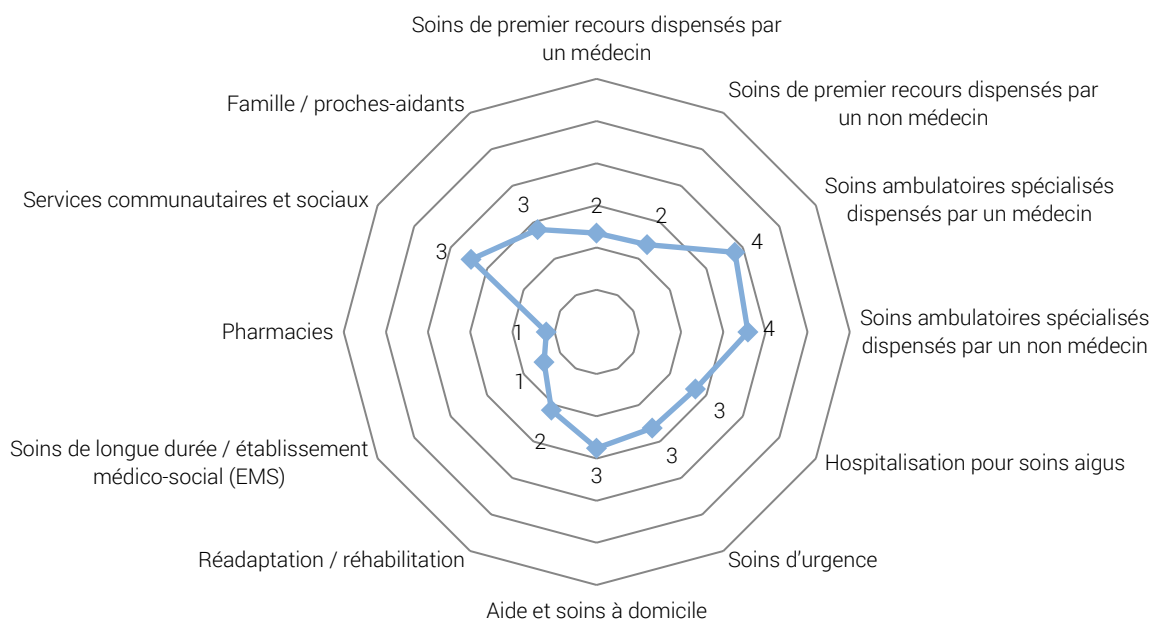 Soins de premier recours dispensés par
un médecin
Soins de premier recours dispensés par
un non médecin
Soins ambulatoires spécialisés
dispensés par un médecin
Soins ambulatoires spécialisés
dispensés par un non médecin
Hospitalisation pour soins aigus
Soins d'urgence
Aide et soins à domicile
Réadaptation / réhabilitation
Soins de longue durée / établissement
médico-social (EMS)
Pharmacies
Services communautaires et sociaux
Famille / proches-aidants
2
2
4
4
3
3
3
2
1
1
3
3